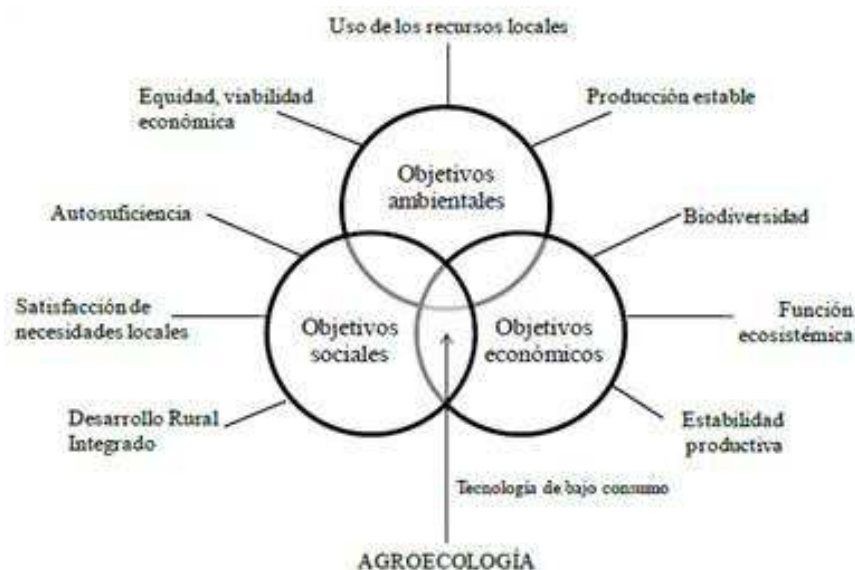 Uso de los recursos locales
Equidad, viabilidad
económica
Producción estable
Objetivos
ambientales
Autosuficiencia
Biodiversidad
Satisfacción de
necesidades locales
Objetivos
sociales
Objetivos
económicos
Función
ecosistémica
Desarrollo Rural
Integrado
Estabilidad
productiva
Tecnología de bajo consumo
AGROECOLOGÍA